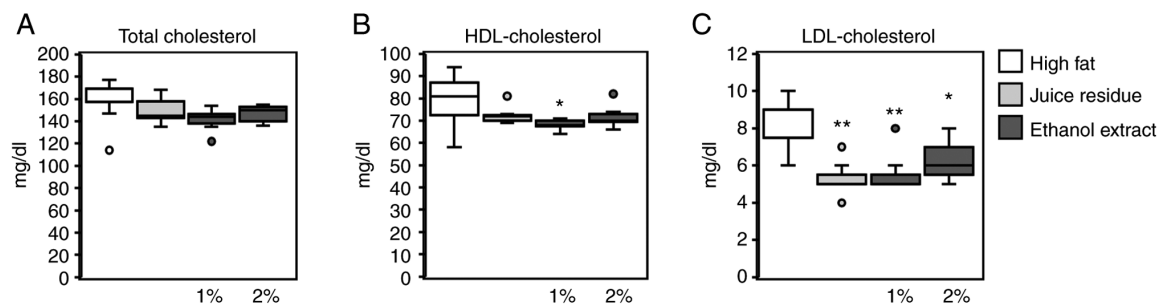 A
Total cholesterol
mg/dl
200
180
160
140
120
100
80
60
40
20
0
1% 2%
B
HDL-cholesterol
mg/dl
100
90
80
70
60
50
40
30
20
10
0
*
1% 2%
C
LDL-cholesterol
mg/dl
12
10
8
6
4
2
0
** ** *
1% 2%
High fat
Juice residue
Ethanol extract